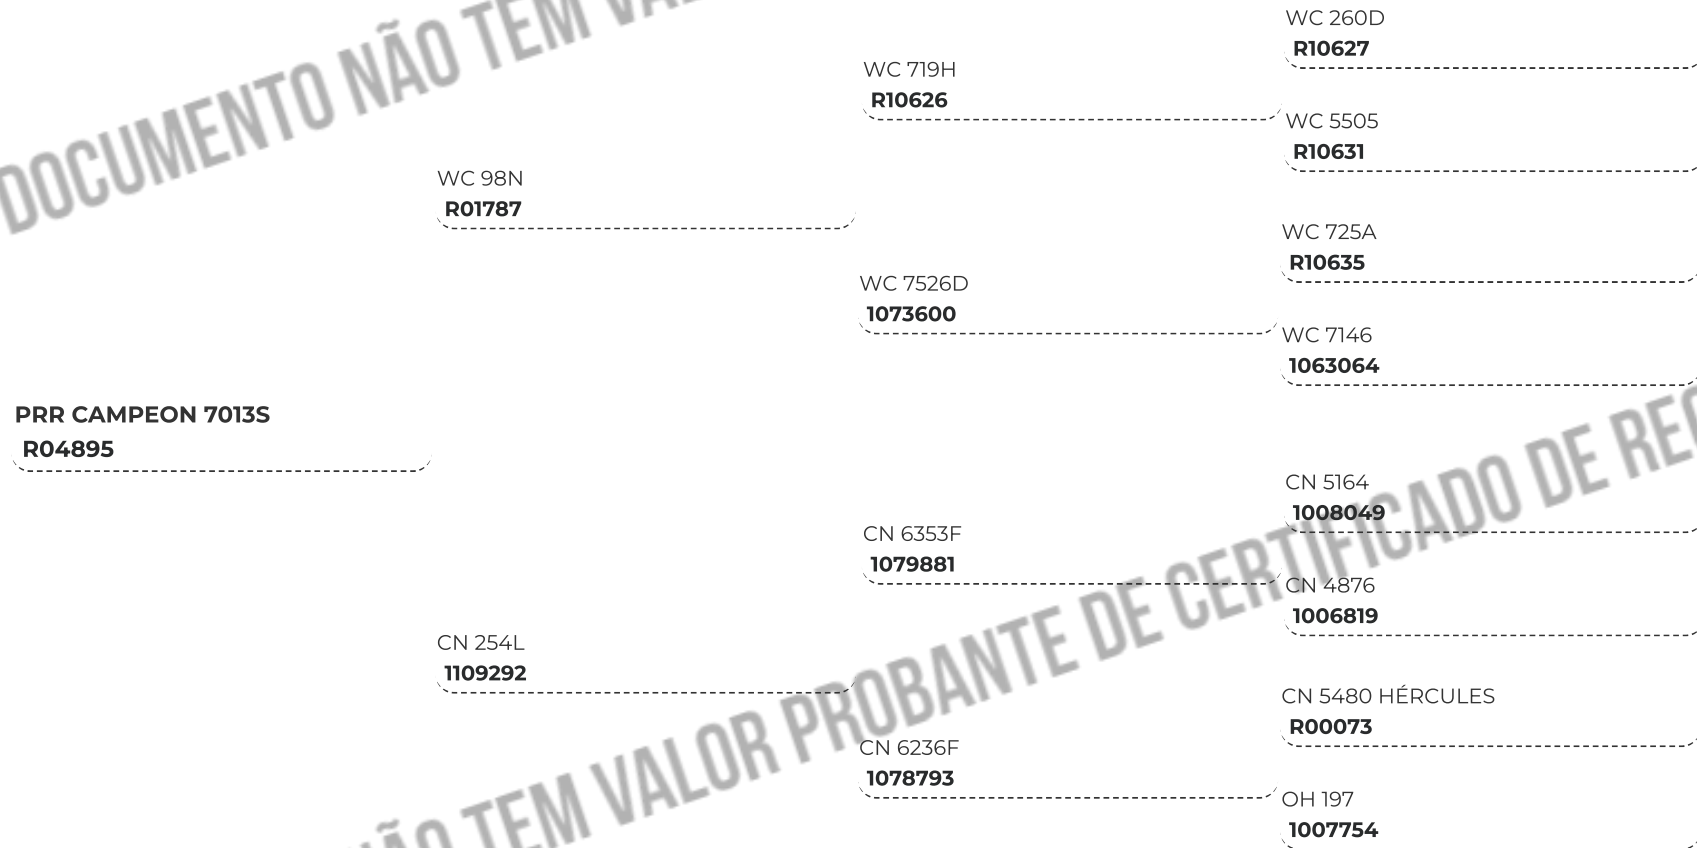 DOCUMENTO NÃO TEM
WC 260D
R10627
WC 719H
R10626
WC 5505
R10631
WC 98N
R01787
WC 725A
R10635
WC 7526D
1073600
WC 7146
1063064
PRR CAMPEON 7013S
R04895
CN 5164
1008049
CN 6353F
1079881
CN 4876
1006819
CN 254L
1109292
CN 5480 HÉRCULES
R00073
CN 6236F
1078793
OH 197
1007754
NÃO TEM VALOR PROBANTE DE CERTIFICADO DE